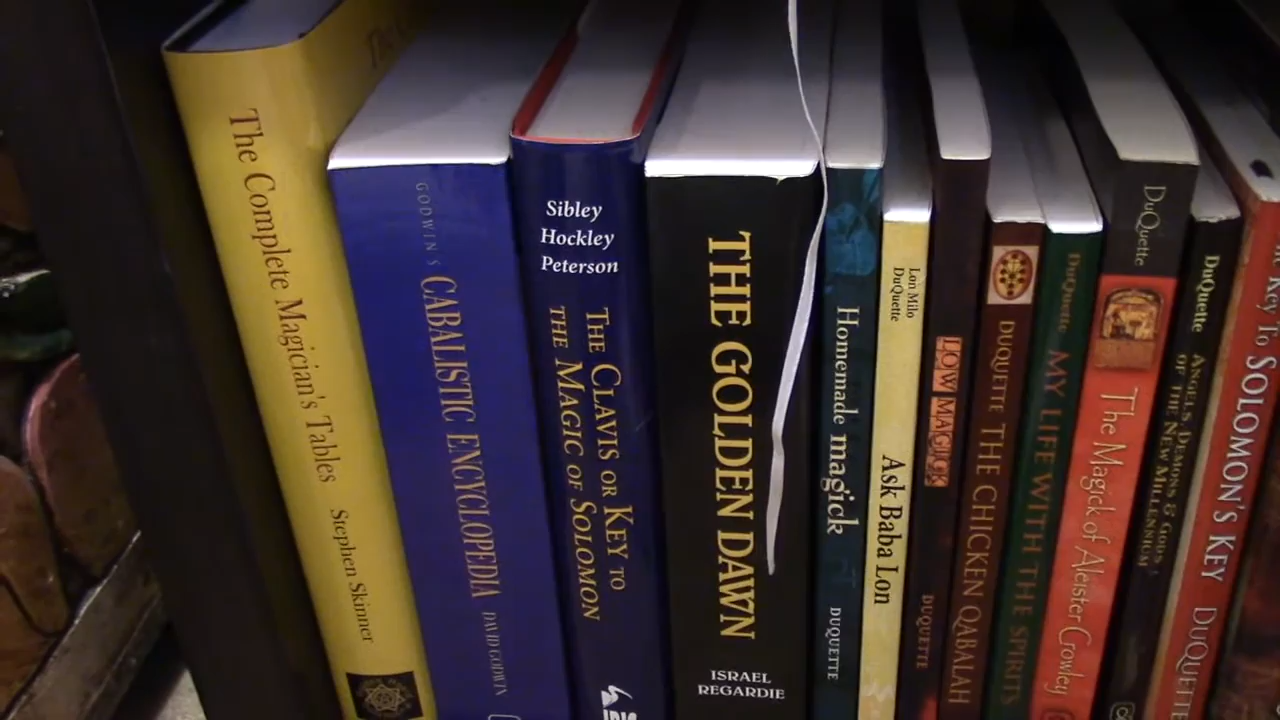 The Complete Magician's Tables
Stephen Skinner
GODWIN'S
CABALISTIC ENCYCLOPEDIA
DAVID GODWIN
Sibley
Hockley
Peterson
THE CLAVIS OR KEY TO
THE MAGIC OF SOLOMON
THE GOLDEN DAWN
ISRAEL
REGARDIE
Homemade magick
DUQUETTE
Lon Milo
DuQuette
Ask Baba Lon
LOW MAGICK
DUQUETTE
DUQUETTE THE CHICKEN QABALAH
DuQuette MY LIFE WITH THE SPIRITS
DuQuette
The Magick of Aleister Crowley
DuQuette
ANGELS, DEMONS & GODS
OF THE NEW MILLENNIUM
Key To SOLOMON'S KEY DUQUETTE